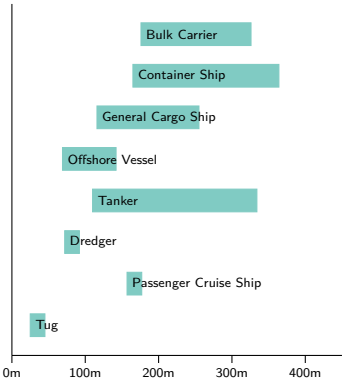 Bulk Carrier
Container Ship
General Cargo Ship
Offshore Vessel
Tanker
Dredger
Passenger Cruise Ship
Tug
0m 100m 200m 300m 400m